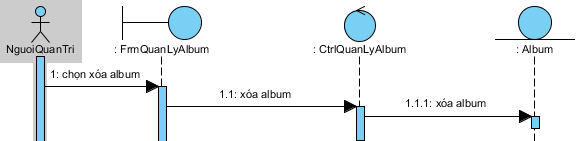 NguoiQuanTri
: FrmQuanLyAlbum
: CtrlQuanLyAlbum
: Album
1: chọn xóa album
1.1: xóa album
1.1.1: xóa album